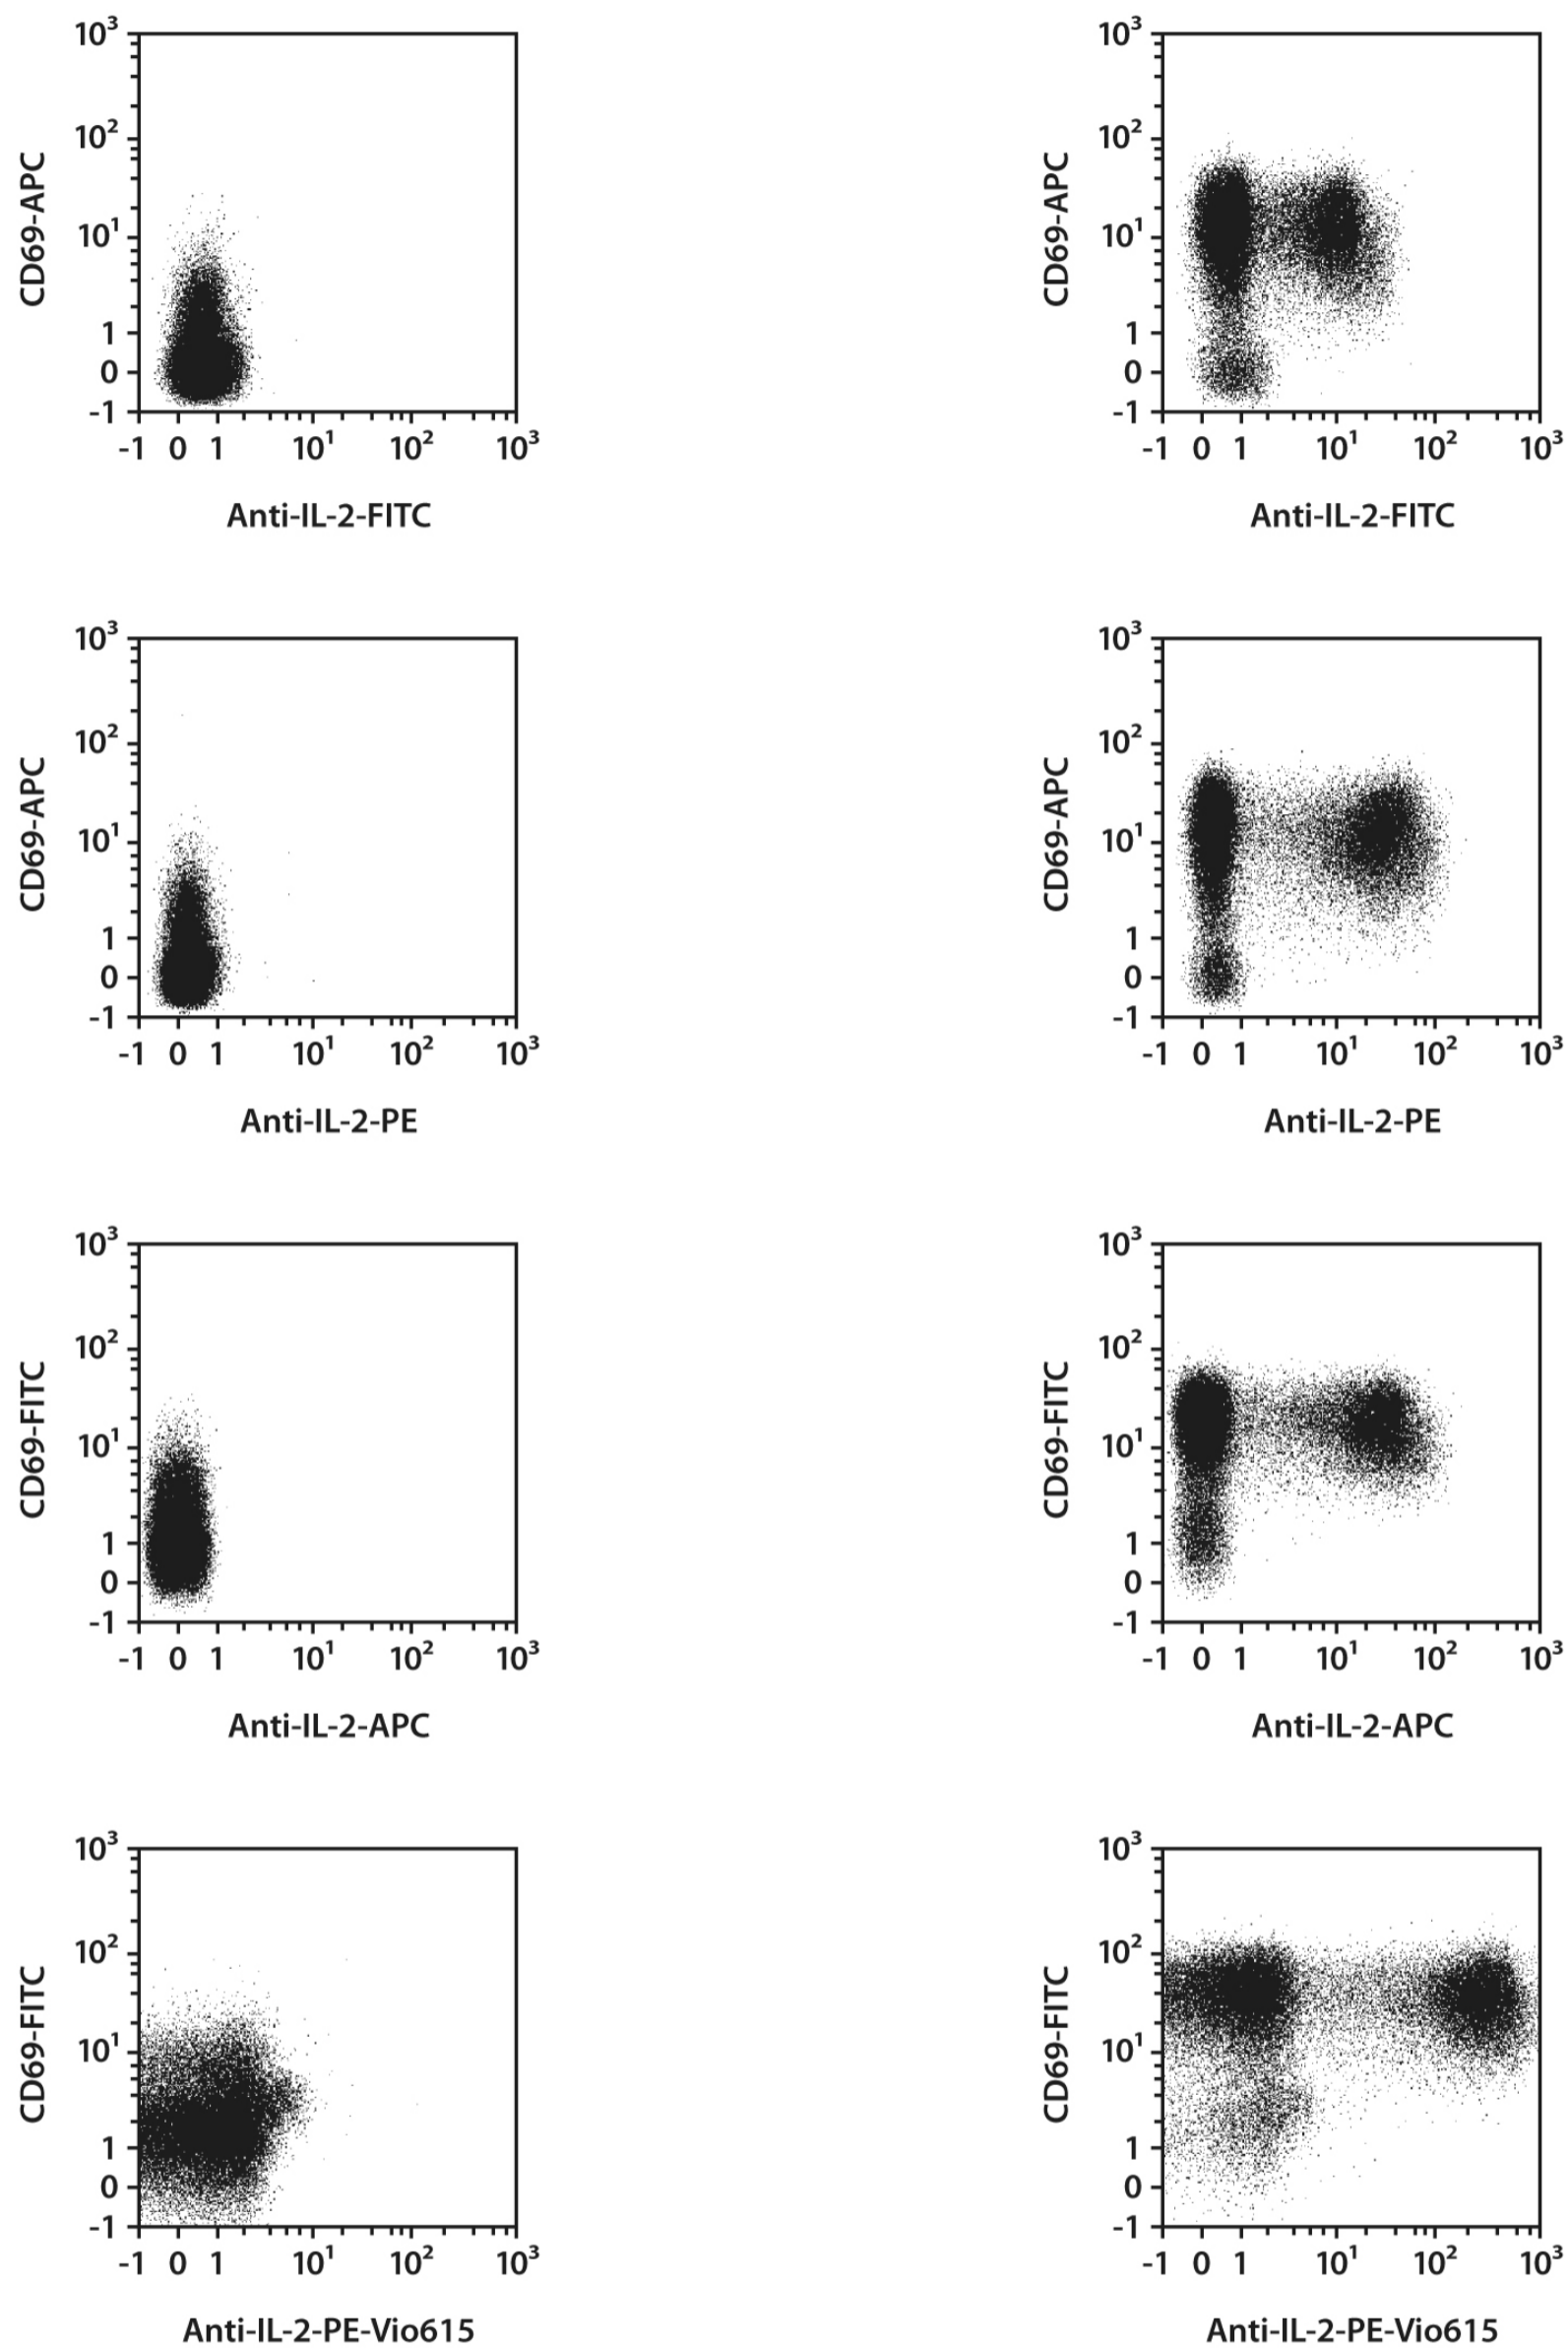 10³ 10³
10² 10²
CD69-APC CD69-APC
10¹ 10¹
1 1
0 0
-1 -1
-1 0 1 10¹ 10² 10³ -1 0 1 10¹ 10² 10³
Anti-IL-2-FITC Anti-IL-2-FITC
10³ 10³
10² 10²
CD69-APC CD69-APC
10¹ 10¹
1 1
0 0
-1 -1
-1 0 1 10¹ 10² 10³ -1 0 1 10¹ 10² 10³
Anti-IL-2-PE Anti-IL-2-PE
10³ 10³
10² 10²
CD69-FITC CD69-FITC
10¹ 10¹
1 1
0 0
-1 -1
-1 0 1 10¹ 10² 10³ -1 0 1 10¹ 10² 10³
Anti-IL-2-APC Anti-IL-2-APC
10³ 10³
10² 10²
CD69-FITC CD69-FITC
10¹ 10¹
1 1
0 0
-1 -1
-1 0 1 10¹ 10² 10³ -1 0 1 10¹ 10² 10³
Anti-IL-2-PE-Vio615 Anti-IL-2-PE-Vio615